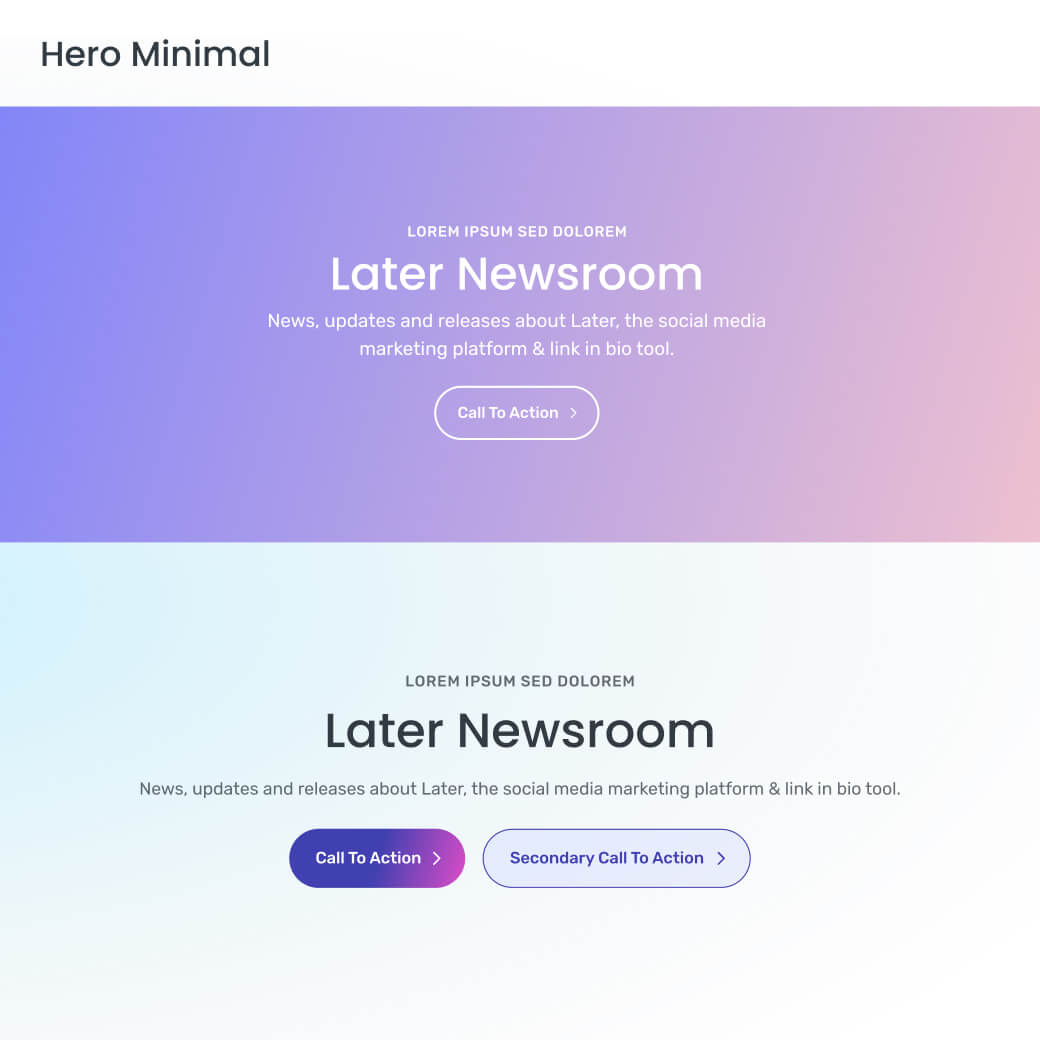 Hero Minimal
LOREM IPSUM SED DOLOREM
Later Newsroom
News, updates and releases about Later, the social media
marketing platform & link in bio tool.
Call To Action
LOREM IPSUM SED DOLOREM
Later Newsroom
News, updates and releases about Later, the social media marketing platform & link in bio tool.
Call To Action
Secondary Call To Action